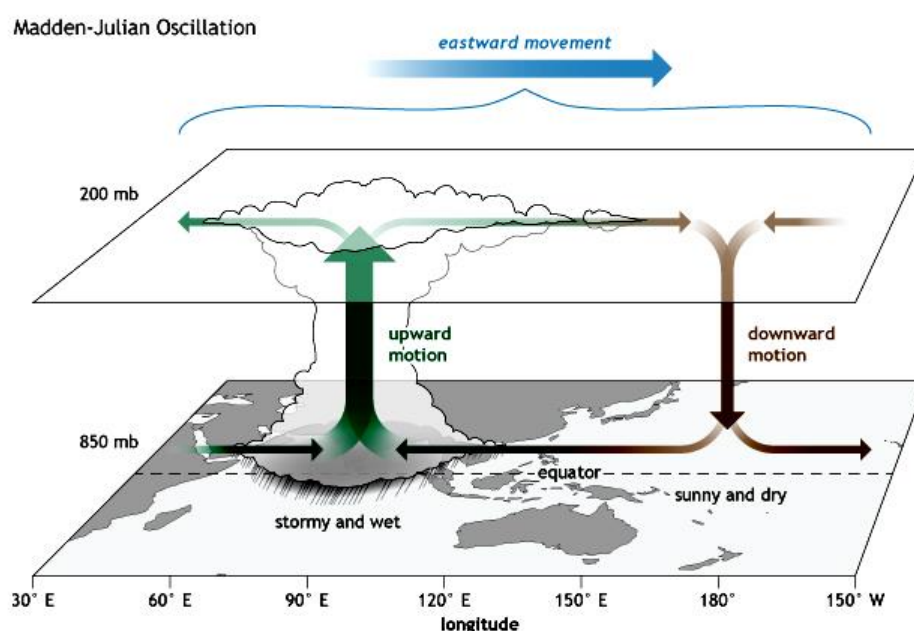 Madden-Julian Oscillation
eastward movement
200 mb
upward
motion
downward
motion
850 mb
equator
stormy and wet
sunny and dry
30° E
60° E
90° E
120° E
150° E
180°
150° W
longitude